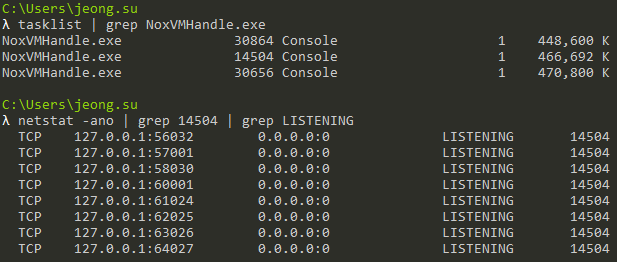 C:\Users\jeong.su
λ tasklist | grep NoxVMHandle.exe
NoxVMHandle.exe 30864 Console 1 448,600 K
NoxVMHandle.exe 14504 Console 1 466,692 K
NoxVMHandle.exe 30656 Console 1 470,800 K
C:\Users\jeong.su
λ netstat -ano | grep 14504 | grep LISTENING
TCP 127.0.0.1:56032 0.0.0.0:0 LISTENING 14504
TCP 127.0.0.1:57001 0.0.0.0:0 LISTENING 14504
TCP 127.0.0.1:58030 0.0.0.0:0 LISTENING 14504
TCP 127.0.0.1:60001 0.0.0.0:0 LISTENING 14504
TCP 127.0.0.1:61024 0.0.0.0:0 LISTENING 14504
TCP 127.0.0.1:62025 0.0.0.0:0 LISTENING 14504
TCP 127.0.0.1:63026 0.0.0.0:0 LISTENING 14504
TCP 127.0.0.1:64027 0.0.0.0:0 LISTENING 14504